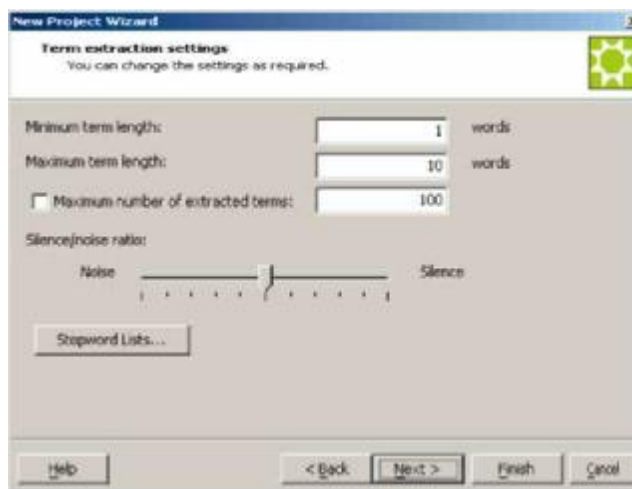 New Project Wizard
Term extraction settings
You can change the settings as required.
Minimum term length: 1 words
Maximum term length: 10 words
Maximum number of extracted terms: 100
Silence/noise ratio:
Noise Silence
Stopword Lists...
Help < Back Next > Finish Cancel